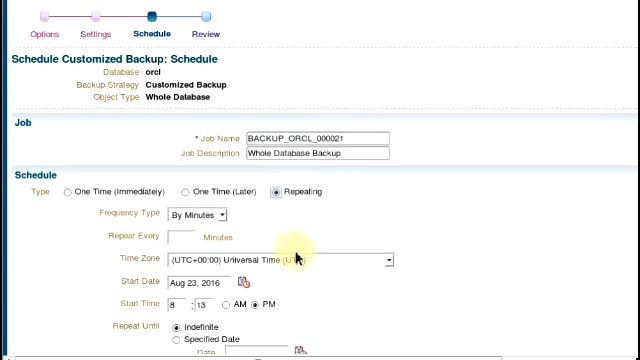 Options Settings Schedule Review
Schedule Customized Backup: Schedule
Database orcl
Backup Strategy Customized Backup
Object Type Whole Database
Job
* Job Name BACKUP_ORCL_000021
Job Description Whole Database Backup
Schedule
Type One Time (Immediately) One Time (Later) Repeating
Frequency Type By Minutes
Repeat Every Minutes
Time Zone (UTC+00:00) Universal Time
Start Date Aug 23, 2016
Start Time 8 : 13 AM PM
Repeat Until Indefinite
Specified Date
Date